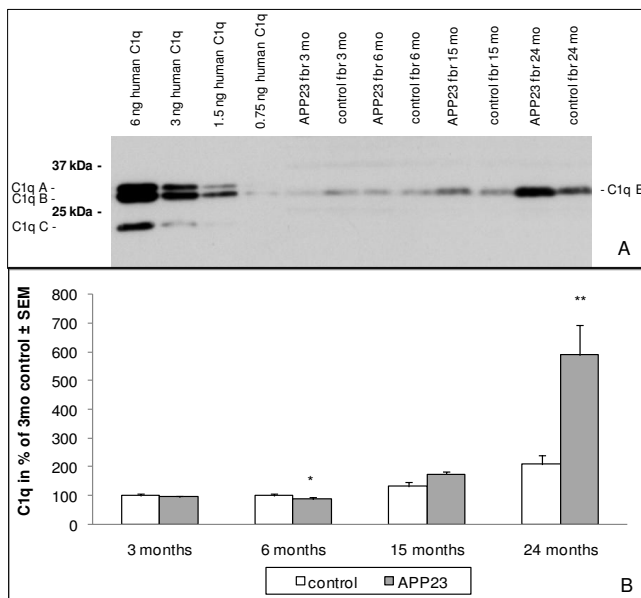 6 ng human C1q
3 ng human C1q
1.5 ng human C1q
0.75 ng human C1q
APP23 fbr 3 mo
control fbr 3 mo
APP23 fbr 6 mo
control fbr 6 mo
APP23 fbr 15 mo
control fbr 15 mo
APP23 fbr 24 mo
control fbr 24 mo
37 kDa -
C1q A -
C1q B -
- C1q B
25 kDa -
C1q C -
A
C1q in % of 3mo control ± SEM
800
700
600
500
400
300
200
100
0
*
**
3 months 6 months 15 months 24 months
control APP23
B